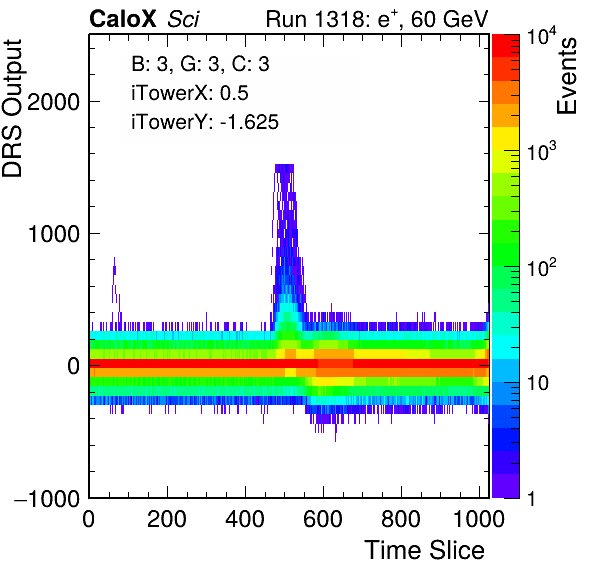 CaloX Sci
Run 1318: e+, 60 GeV
B: 3, G: 3, C: 3
iTowerX: 0.5
iTowerY: -1.625
DRS Output
2000
1000
0
−1000
0 200 400 600 800 1000
Time Slice
Events
10^4
10^3
10^2
10
1